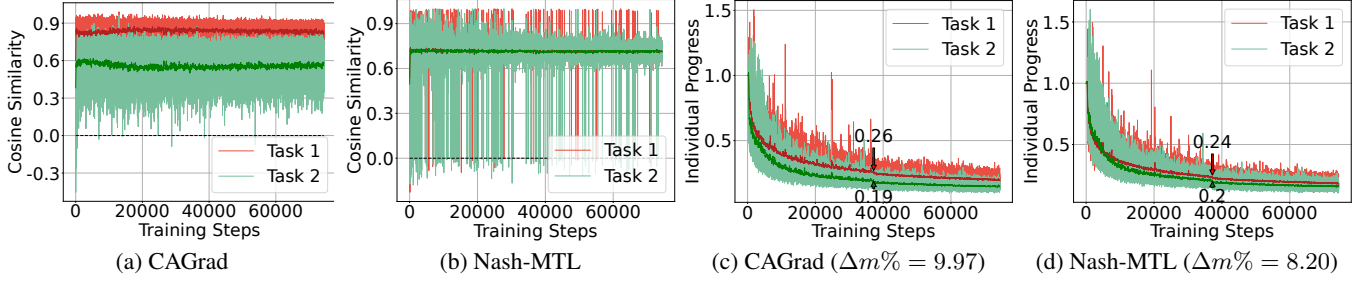 Cosine Similarity
0.9
0.6
0.3
0.0
-0.3
Task 1
Task 2
0 20000 40000 60000
Training Steps
(a) CAGrad
Cosine Similarity
0.9
0.6
0.3
0.0
Task 1
Task 2
0 20000 40000 60000
Training Steps
(b) Nash-MTL
Individual Progress
1.5
1.0
0.5
Task 1
Task 2
0.26
0.19
0 20000 40000 60000
Training Steps
(c) CAGrad (Δm% = 9.97)
Individual Progress
1.5
1.0
0.5
Task 1
Task 2
0.24
0.2
0 20000 40000 60000
Training Steps
(d) Nash-MTL (Δm% = 8.20)